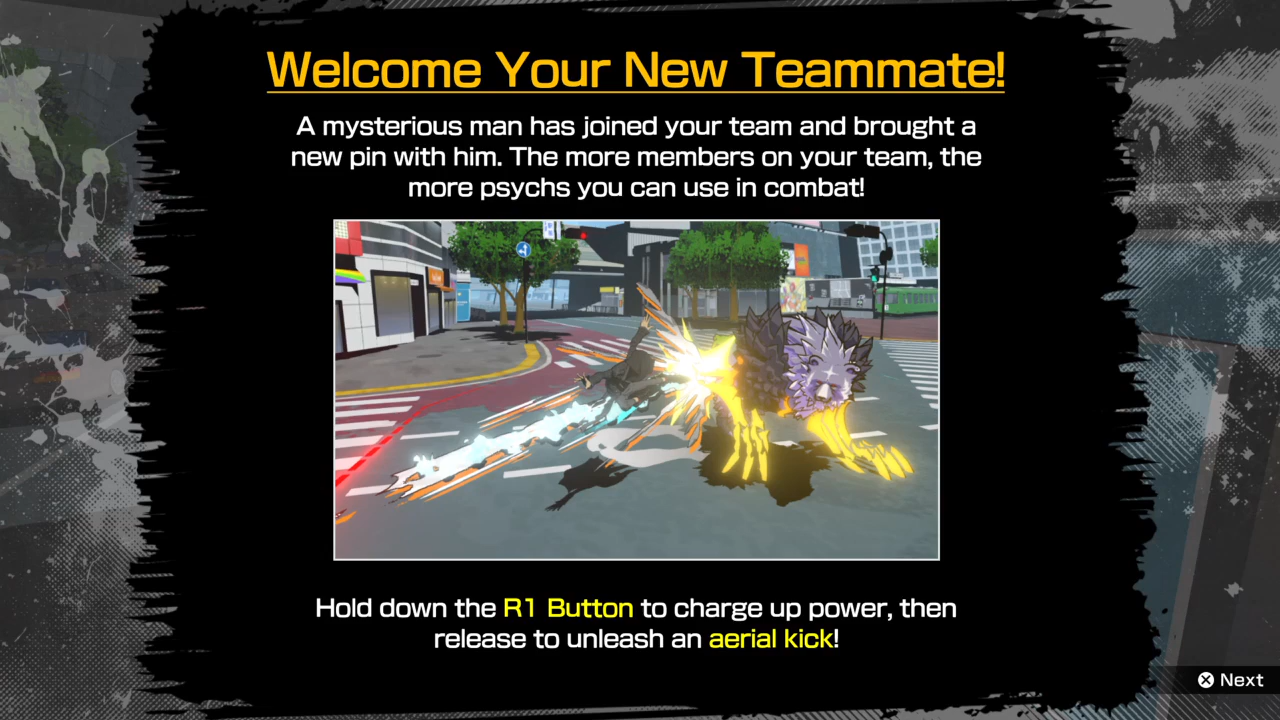 Welcome Your New Teammate!
A mysterious man has joined your team and brought a
new pin with him. The more members on your team, the
more psychs you can use in combat!
Hold down the R1 Button to charge up power, then
release to unleash an aerial kick!
Next